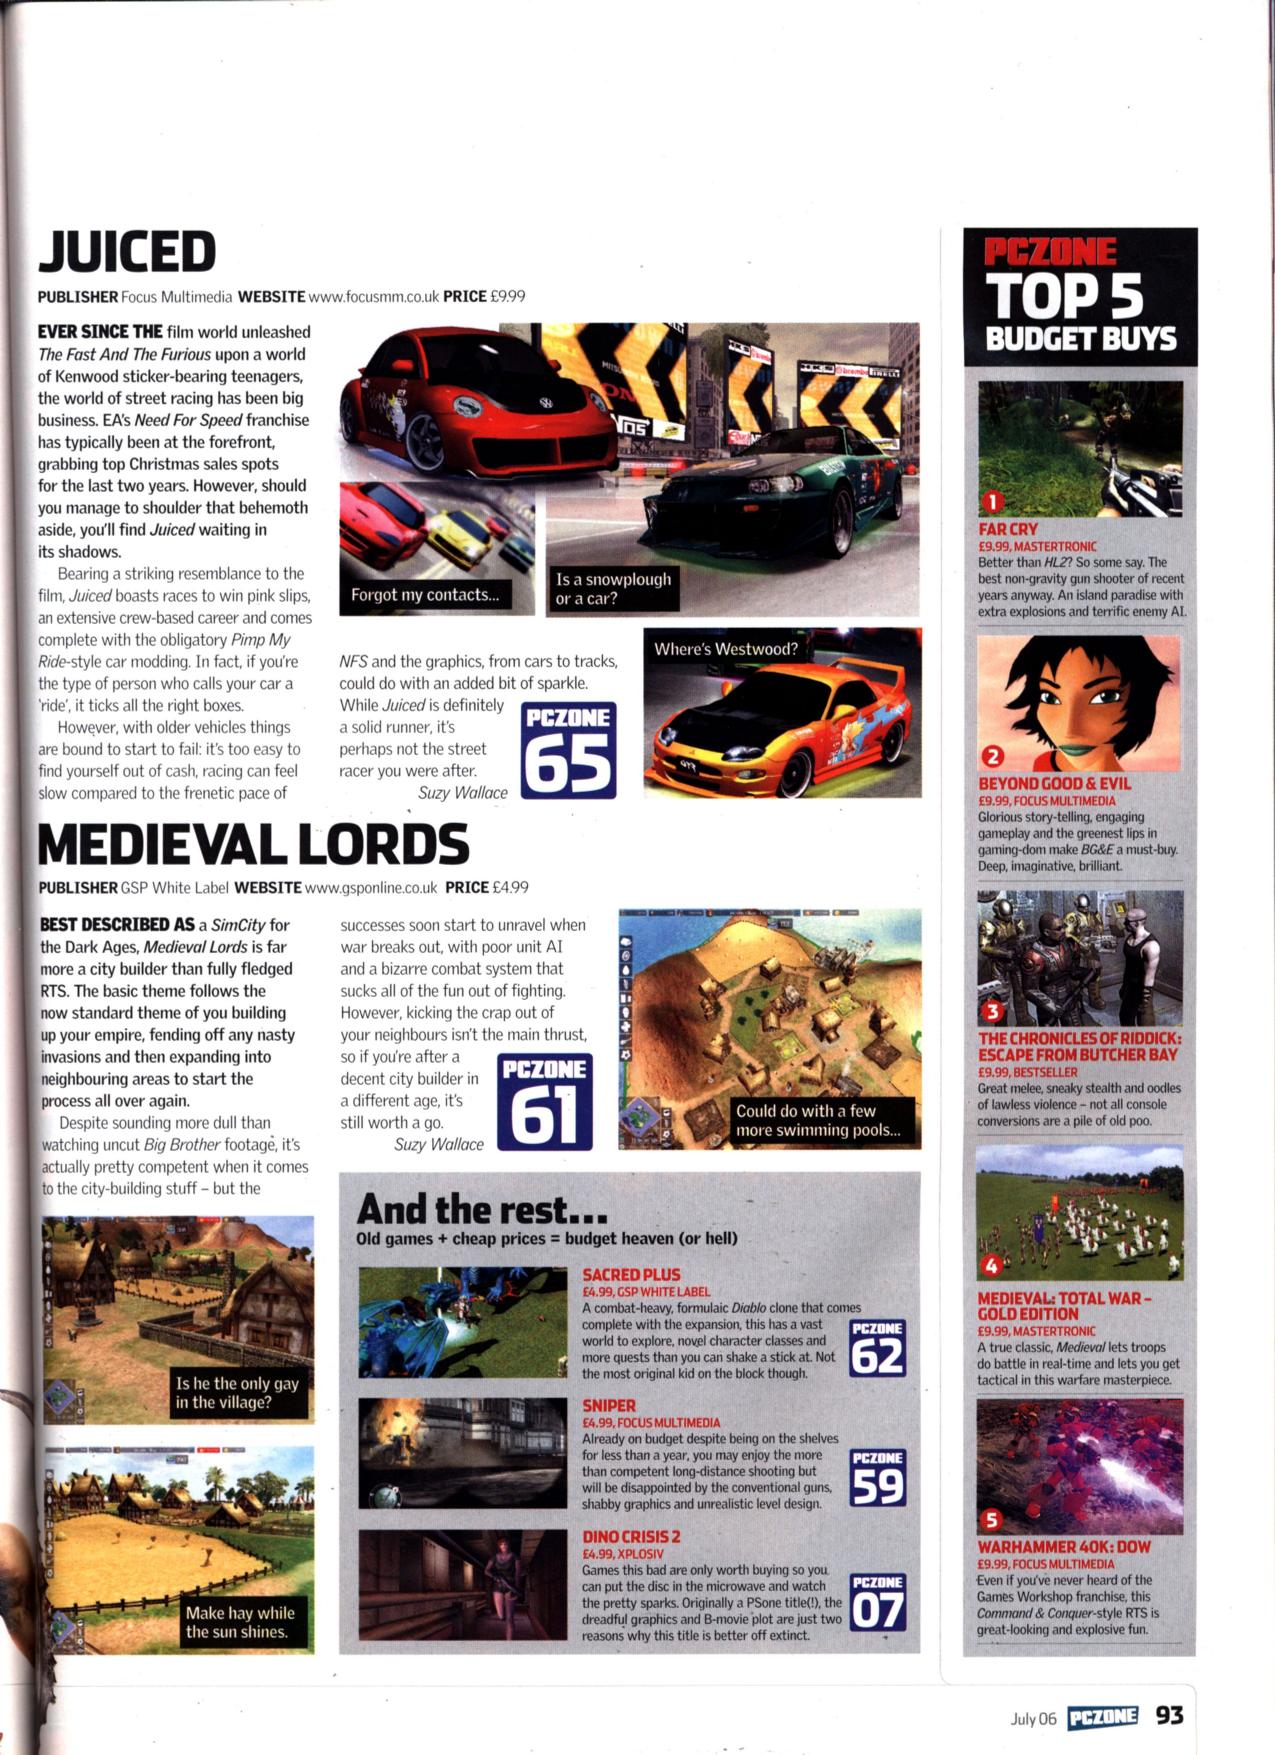 JUICED
PUBLISHER Focus Multimedia WEBSITE www.focusmm.co.uk PRICE £9.99
EVER SINCE THE film world unleashed
The Fast And The Furious upon a world
of Kenwood sticker-bearing teenagers,
the world of street racing has been big
business. EA's Need For Speed franchise
has typically been at the forefront,
grabbing top Christmas sales spots
for the last two years. However, should
you manage to shoulder that behemoth
aside, you'll find Juiced waiting in
its shadows.
Bearing a striking resemblance to the
film, Juiced boasts races to win pink slips,
an extensive crew-based career and comes
complete with the obligatory Pimp My
Ride-style car modding. In fact, if you're
the type of person who calls your car a
'ride', it ticks all the right boxes.
However, with older vehicles things
are bound to start to fail: it's too easy to
find yourself out of cash, racing can feel
slow compared to the frenetic pace of
Forgot my contacts...
Is a snowplough
or a car?
Where's Westwood?
NFS and the graphics, from cars to tracks,
could do with an added bit of sparkle.
While Juiced is definitely
a solid runner, it's
perhaps not the street
racer you were after.
Suzy Wallace
PCZONE
65
MEDIEVAL LORDS
PUBLISHER GSP White Label WEBSITE www.gsponline.co.uk PRICE £4.99
BEST DESCRIBED AS a SimCity for
the Dark Ages, Medieval Lords is far
more a city builder than fully fledged
RTS. The basic theme follows the
now standard theme of you building
up your empire, fending off any nasty
invasions and then expanding into
neighbouring areas to start the
process all over again.
Despite sounding more dull than
watching uncut Big Brother footage, it's
actually pretty competent when it comes
to the city-building stuff – but the
successes soon start to unravel when
war breaks out, with poor unit AI
and a bizarre combat system that
sucks all of the fun out of fighting.
However, kicking the crap out of
your neighbours isn't the main thrust,
so if you're after a
decent city builder in
a different age, it's
still worth a go.
Suzy Wallace
PCZONE
61
Could do with a few
more swimming pools...
Is he the only gay
in the village?
Make hay while
the sun shines.
And the rest...
Old games + cheap prices = budget heaven (or hell)
SACRED PLUS
£4.99, GSP WHITE LABEL
A combat-heavy, formulaic Diablo clone that comes
complete with the expansion, this has a vast
world to explore, novel character classes and
more quests than you can shake a stick at. Not
the most original kid on the block though.
PCZONE
62
SNIPER
£4.99, FOCUS MULTIMEDIA
Already on budget despite being on the shelves
for less than a year, you may enjoy the more
than competent long-distance shooting but
will be disappointed by the conventional guns,
shabby graphics and unrealistic level design.
PCZONE
59
DINO CRISIS 2
£4.99, XPLOSIV
Games this bad are only worth buying so you
can put the disc in the microwave and watch
the pretty sparks. Originally a PSone title(!), the
dreadful graphics and B-movie plot are just two
reasons why this title is better off extinct.
PCZONE
07
PCZONE
TOP 5
BUDGET BUYS
1
FAR CRY
£9.99, MASTERTRONIC
Better than HL2? So some say. The
best non-gravity gun shooter of recent
years anyway. An island paradise with
extra explosions and terrific enemy AI.
2
BEYOND GOOD & EVIL
£9.99, FOCUS MULTIMEDIA
Glorious story-telling, engaging
gameplay and the greenest lips in
gaming-dom make BG&E a must-buy.
Deep, imaginative, brilliant.
3
THE CHRONICLES OF RIDDICK:
ESCAPE FROM BUTCHER BAY
£9.99, BESTSELLER
Great melee, sneaky stealth and oodles
of lawless violence – not all console
conversions are a pile of old poo.
4
MEDIEVAL: TOTAL WAR –
GOLD EDITION
£9.99, MASTERTRONIC
A true classic, Medieval lets troops
do battle in real-time and lets you get
tactical in this warfare masterpiece.
5
WARHAMMER 40K: DOW
£9.99, FOCUS MULTIMEDIA
Even if you've never heard of the
Games Workshop franchise, this
Command & Conquer-style RTS is
great-looking and explosive fun.
July 06 PCZONE 93